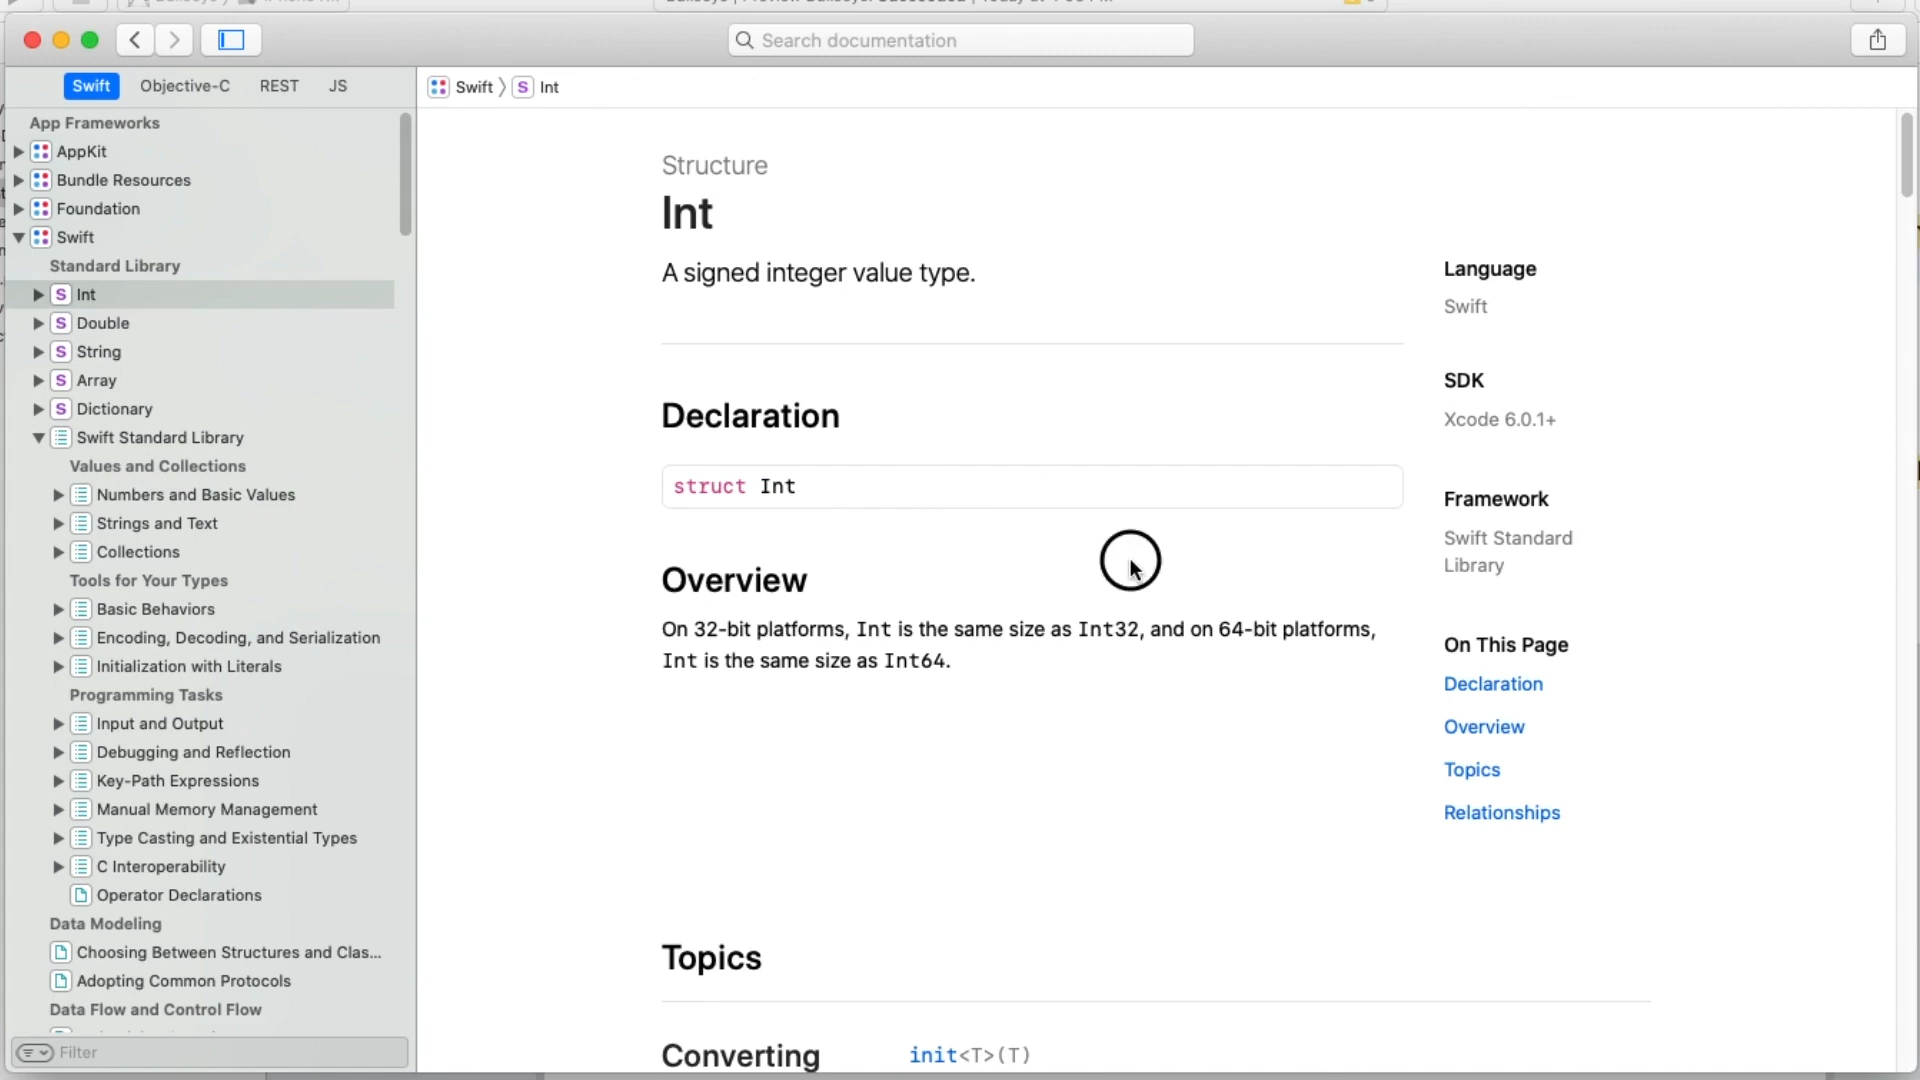 Search documentation
Swift Objective-C REST JS
Swift Int
App Frameworks
AppKit
Bundle Resources
Foundation
Swift
Standard Library
S Int
S Double
S String
S Array
S Dictionary
Swift Standard Library
Values and Collections
Numbers and Basic Values
Strings and Text
Collections
Tools for Your Types
Basic Behaviors
Encoding, Decoding, and Serialization
Initialization with Literals
Programming Tasks
Input and Output
Debugging and Reflection
Key-Path Expressions
Manual Memory Management
Type Casting and Existential Types
C Interoperability
Operator Declarations
Data Modeling
Choosing Between Structures and Clas...
Adopting Common Protocols
Data Flow and Control Flow
Filter
Structure
Int
A signed integer value type.
Declaration
struct Int
Overview
On 32-bit platforms, Int is the same size as Int32, and on 64-bit platforms,
Int is the same size as Int64.
Topics
Converting init<T>(T)
Language
Swift
SDK
Xcode 6.0.1+
Framework
Swift Standard
Library
On This Page
Declaration
Overview
Topics
Relationships